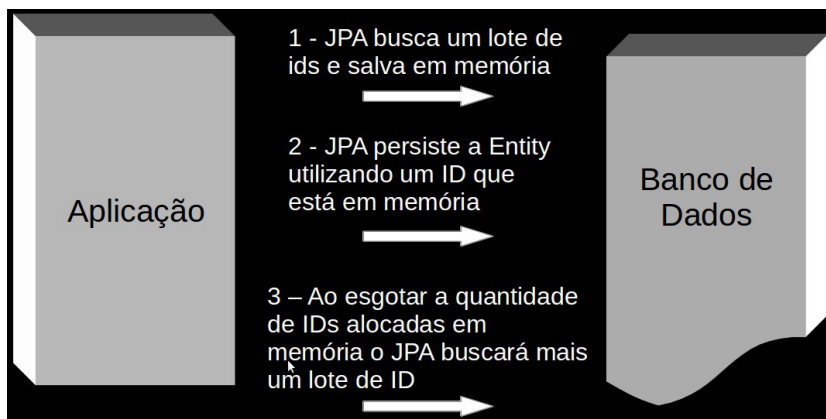 Aplicação
1 - JPA busca um lote de
ids e salva em memória
2 - JPA persiste a Entity
utilizando um ID que
está em memória
3 – Ao esgotar a quantidade
de IDs alocadas em
memória o JPA buscará mais
um lote de ID
Banco de
Dados